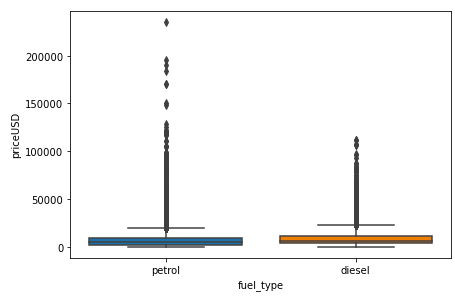 200000
150000
100000
50000
0
priceUSD
petrol
diesel
fuel_type